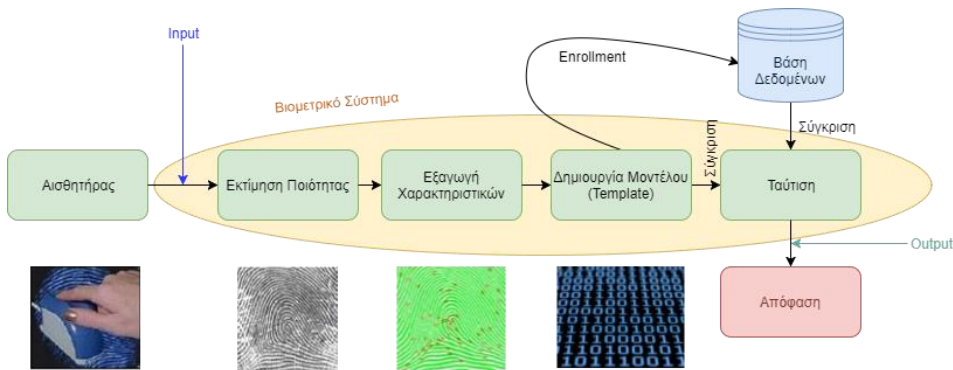 Input
Enrollment
Βάση
Δεδομένων
Βιομετρικό Σύστημα
Σύγκριση
Σύγκριση
Αισθητήρας
Εκτίμηση Ποιότητας
Εξαγωγή
Χαρακτηριστικών
Δημιουργία Μοντέλου
(Template)
Ταύτιση
Output
Απόφαση